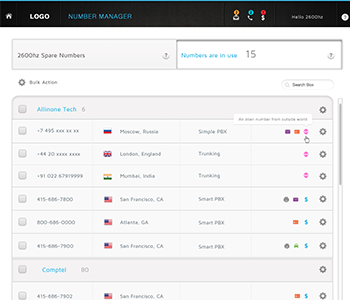 LOGO NUMBER MANAGER Hello 2600hz
2600hz Spare Numbers Numbers are in use 15
Bulk Action Search Box
Allinone Tech 6
An alien number from outside world
+7 495 xxx xx xx Moscow, Russia Simple PBX
+44 20 xxxx xxxx London, England Trunking
+91 022 67919999 Mumbai, India Trunking
415-686-7800 San Francisco, CA Smart PBX $
800-686-0000 Atlanta, GA Smart PBX $
415-686-7900 San Francisco, CA Smart PBX $
Comptel 80
415-686-7902 San Francisco, CA $